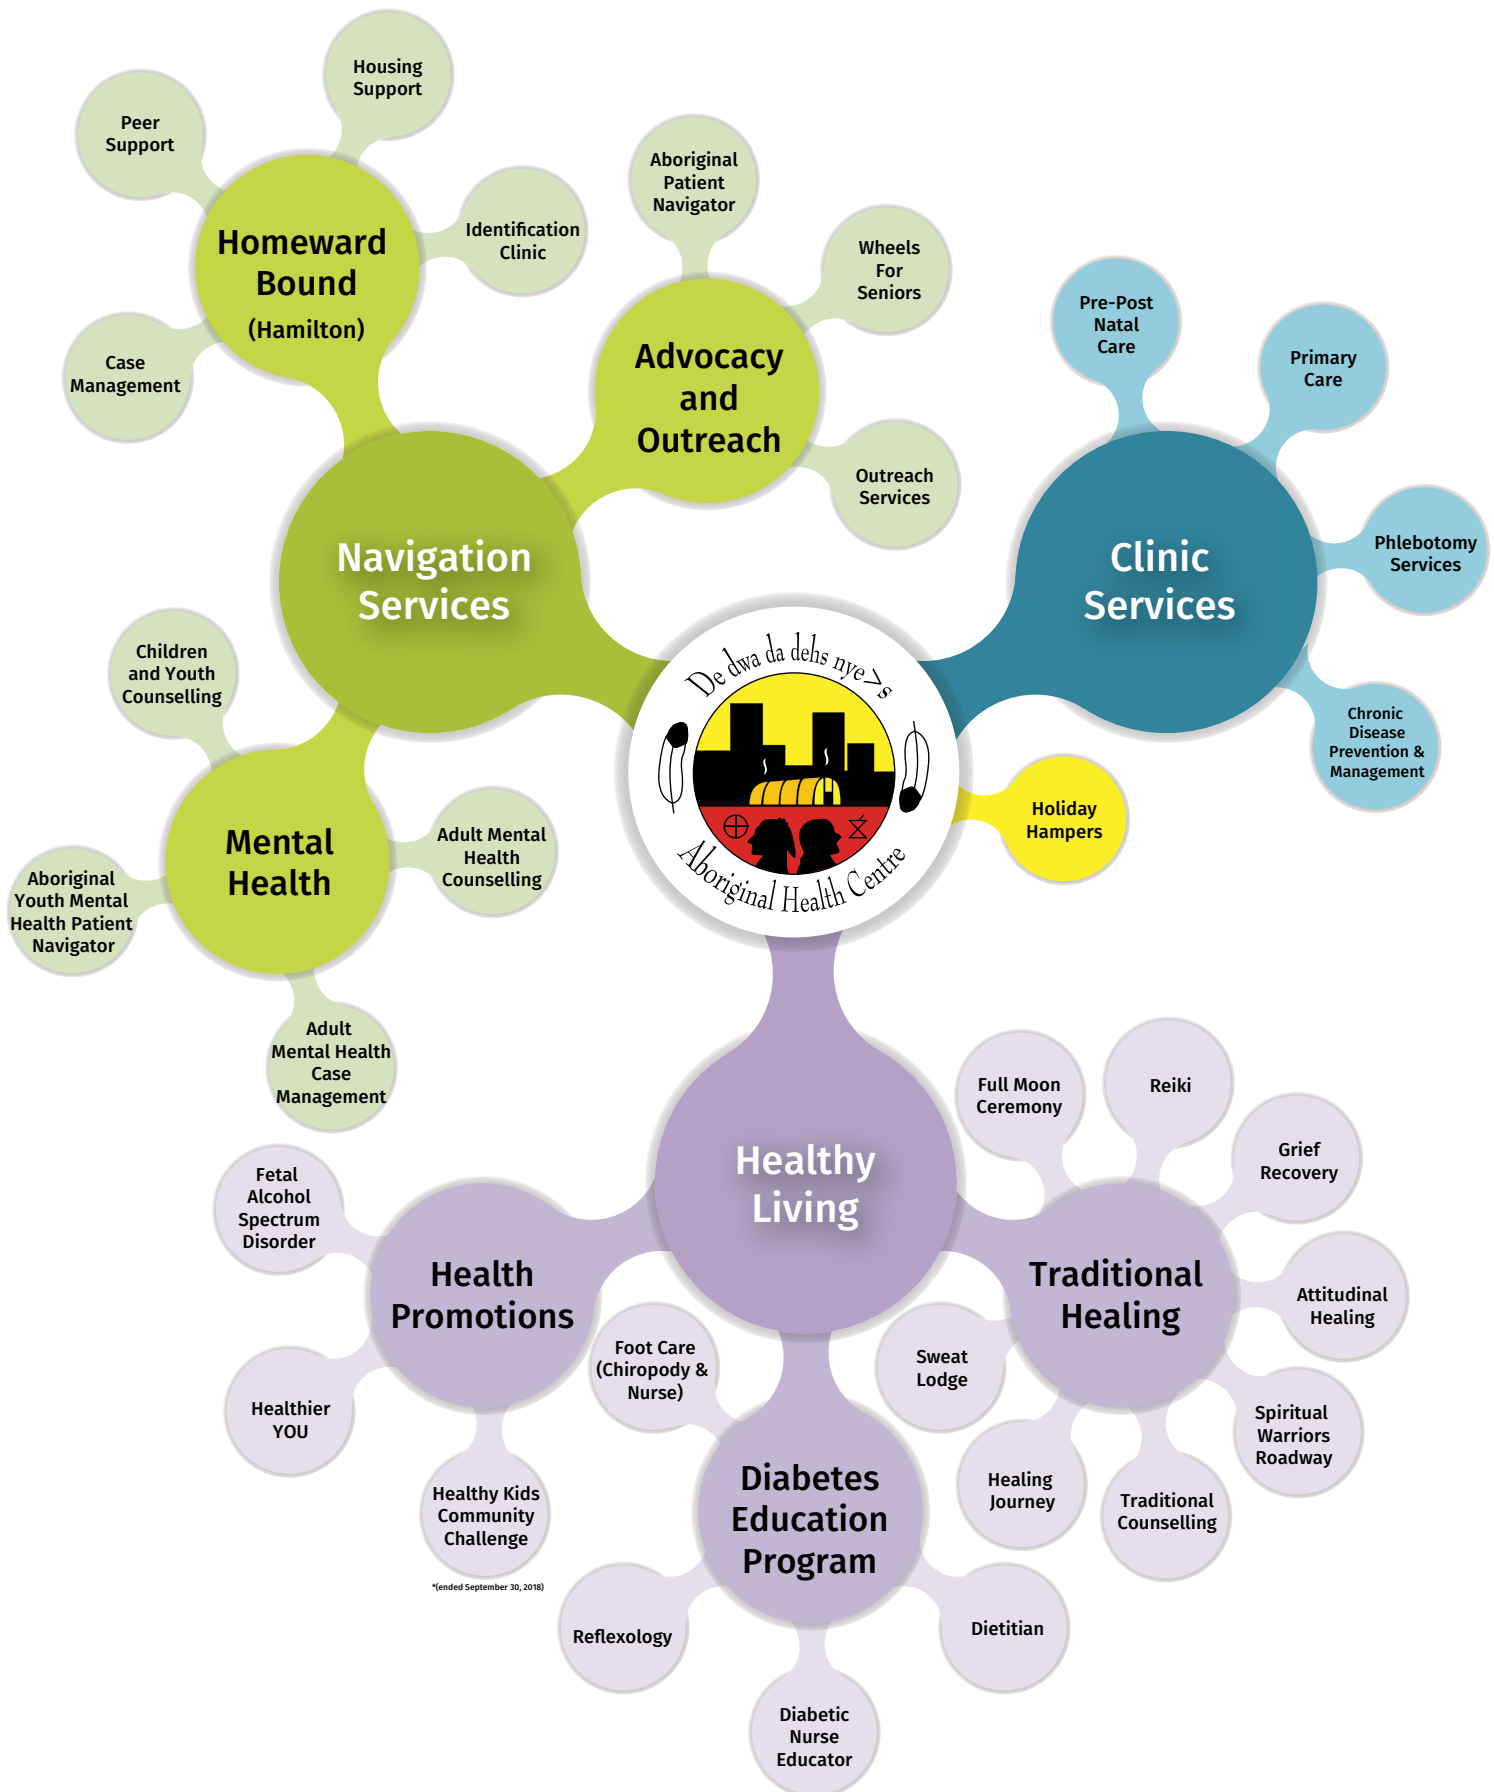 Housing
Support
Peer
Support
Homeward
Bound
(Hamilton)
Identification
Clinic
Case
Management
Aboriginal
Patient
Navigator
Wheels
For
Seniors
Advocacy
and
Outreach
Outreach
Services
Navigation
Services
Pre-Post
Natal
Care
Primary
Care
Clinic
Services
Phlebotomy
Services
Chronic
Disease
Prevention &
Management
De dwa da dehs nye>s
Aboriginal Health Centre
Holiday
Hampers
Children
and Youth
Counselling
Mental
Health
Adult Mental
Health
Counselling
Aboriginal
Youth Mental
Health Patient
Navigator
Adult
Mental Health
Case
Management
Healthy
Living
Fetal
Alcohol
Spectrum
Disorder
Health
Promotions
Healthier
YOU
Healthy Kids
Community
Challenge
*(ended September 30, 2018)
Foot Care
(Chiropody &
Nurse)
Diabetes
Education
Program
Reflexology
Diabetic
Nurse
Educator
Dietitian
Full Moon
Ceremony
Reiki
Grief
Recovery
Traditional
Healing
Attitudinal
Healing
Sweat
Lodge
Spiritual
Warriors
Roadway
Healing
Journey
Traditional
Counselling